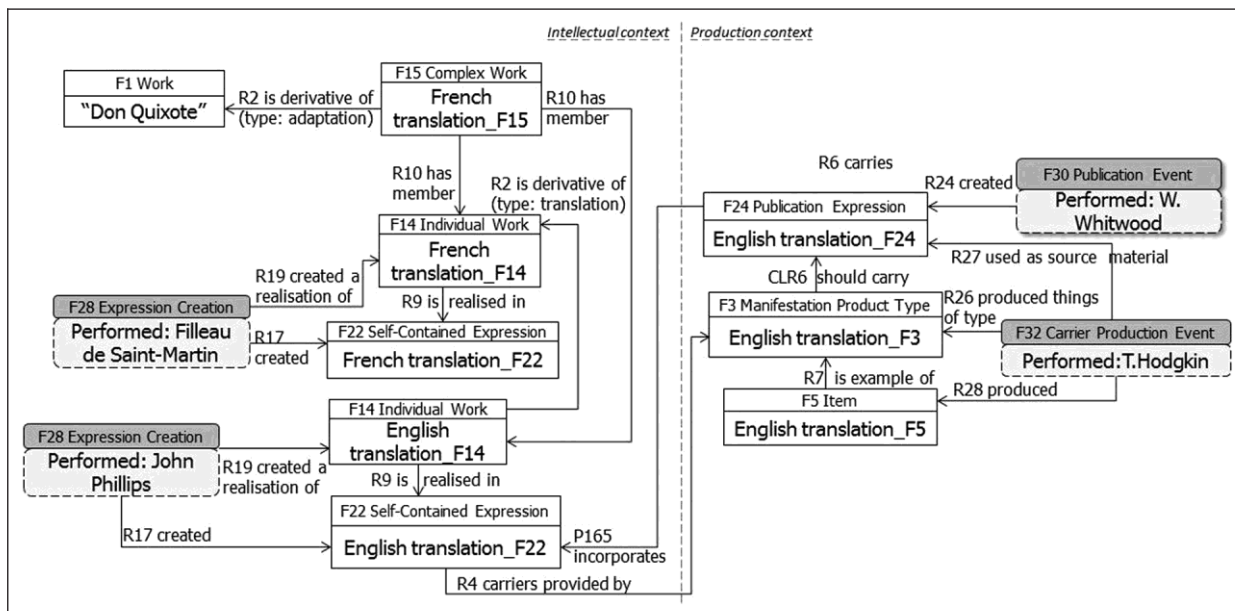 Intellectual context
Production context
F1 Work
“Don Quixote”
R2 is derivative of
(type: adaptation)
F15 Complex Work
French
translation_F15
R10 has
member
R10 has
member
R2 is derivative of
(type: translation)
F14 Individual Work
French
translation_F14
R19 created a
realisation of
R9 is realised in
F28 Expression Creation
Performed: Filleau
de Saint-Martin
R17
created
F22 Self-Contained Expression
French translation_F22
F14 Individual Work
English
translation_F14
F28 Expression Creation
Performed: John
Phillips
R19 created a
realisation of
R9 is realised in
R17 created
F22 Self-Contained Expression
English translation_F22
P165
incorporates
R4 carriers provided by
R6 carries
R24 created
F30 Publication Event
Performed: W.
Whitwood
F24 Publication Expression
English translation_F24
R27 used as source material
CLR6 should carry
F3 Manifestation Product Type
English translation_F3
R26 produced things
of type
F32 Carrier Production Event
Performed:T.Hodgkin
R7 is example of
R28 produced
F5 Item
English translation_F5